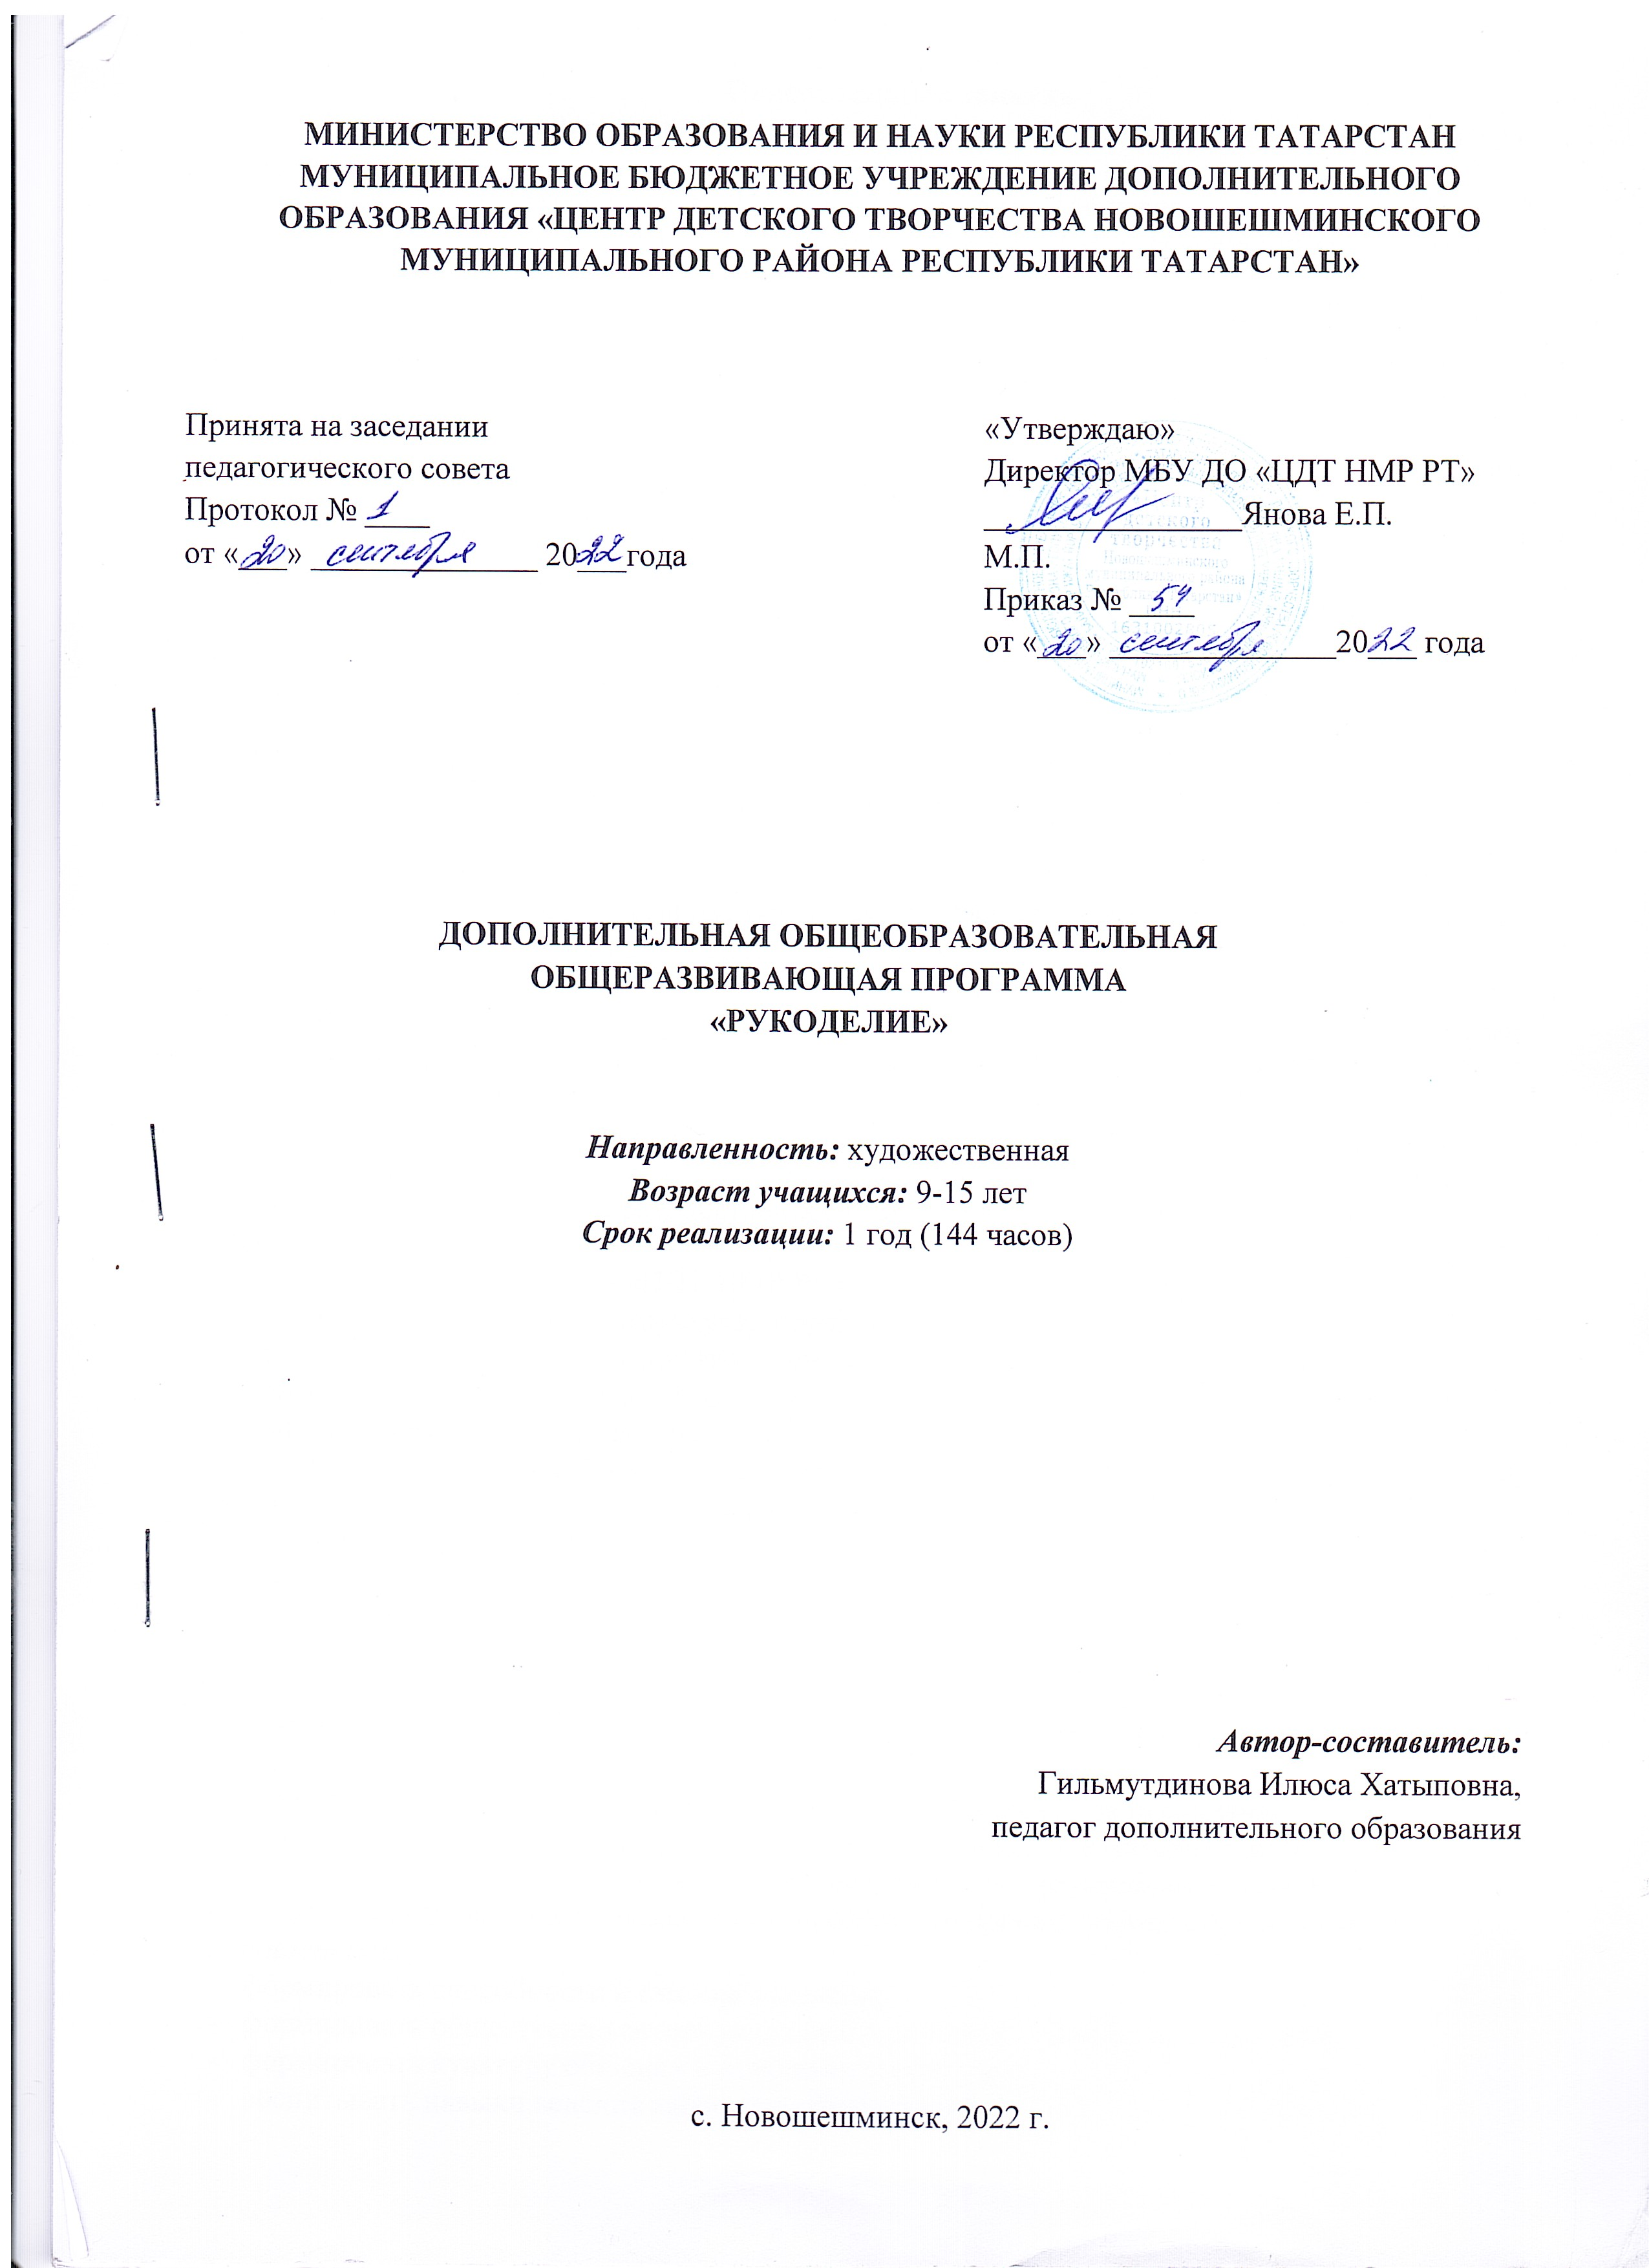 МИНИСТЕРСТВО ОБРАЗОВАНИЯ И НАУКИ РЕСПУБЛИКИ ТАТАРСТАН
МУНИЦИПАЛЬНОЕ БЮДЖЕТНОЕ УЧРЕЖДЕНИЕ ДОПОЛНИТЕЛЬНОГО
ОБРАЗОВАНИЯ «ЦЕНТР ДЕТСКОГО ТВОРЧЕСТВА НОВОШЕШМИНСКОГО
МУНИЦИПАЛЬНОГО РАЙОНА РЕСПУБЛИКИ ТАТАРСТАН»
Принята на заседании
педагогического совета
Протокол № 1
от «20» сентября 2022 года
«Утверждаю»
Директор МБУ ДО «ЦДТ НМР РТ»
Янова Е.П.
М.П.
Приказ № 54
от «20» сентября 2022 года
детского
творчества
ДОПОЛНИТЕЛЬНАЯ ОБЩЕОБРАЗОВАТЕЛЬНАЯ
ОБЩЕРАЗВИВАЮЩАЯ ПРОГРАММА
«РУКОДЕЛИЕ»
Направленность: художественная
Возраст учащихся: 9-15 лет
Срок реализации: 1 год (144 часов)
Автор-составитель:
Гильмутдинова Илюса Хатыповна,
педагог дополнительного образования
с. Новошешминск, 2022 г.